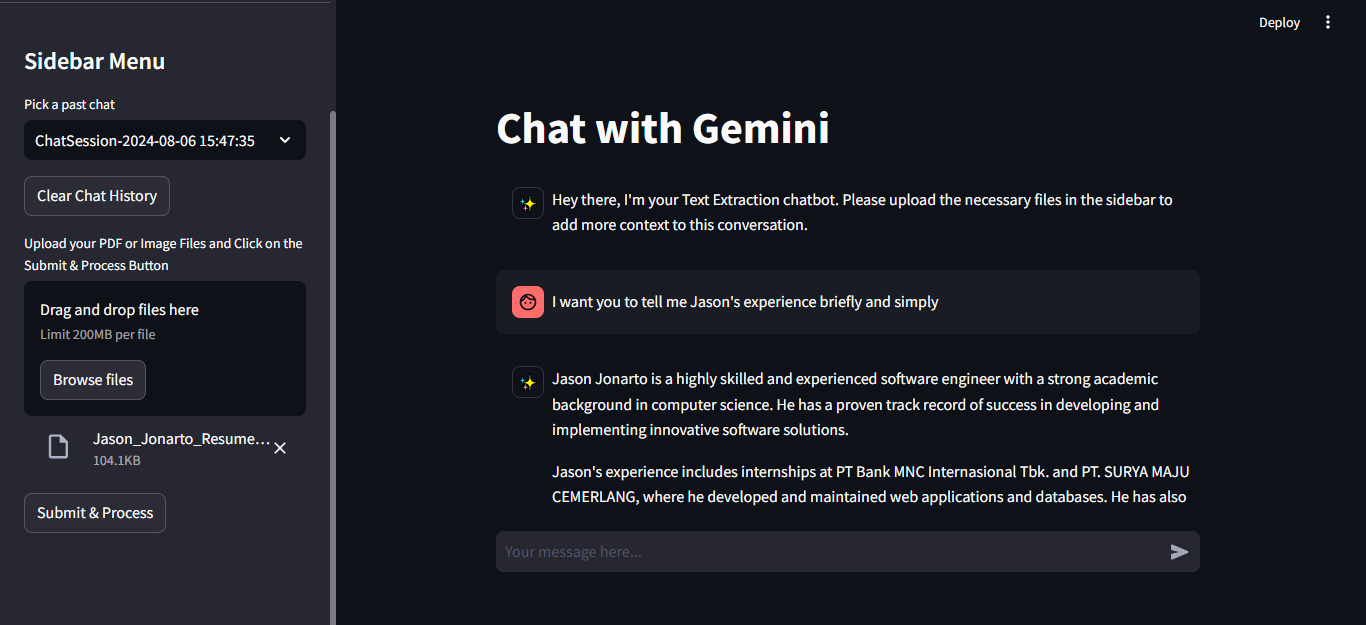 Deploy
Sidebar Menu
Pick a past chat
ChatSession-2024-08-06 15:47:35
Clear Chat History
Upload your PDF or Image Files and Click on the
Submit & Process Button
Drag and drop files here
Limit 200MB per file
Browse files
Jason_Jonarto_Resume...
104.1KB
Submit & Process
Chat with Gemini
Hey there, I'm your Text Extraction chatbot. Please upload the necessary files in the sidebar to
add more context to this conversation.
I want you to tell me Jason's experience briefly and simply
Jason Jonarto is a highly skilled and experienced software engineer with a strong academic
background in computer science. He has a proven track record of success in developing and
implementing innovative software solutions.
Jason's experience includes internships at PT Bank MNC Internasional Tbk. and PT. SURYA MAJU
CEMERLANG, where he developed and maintained web applications and databases. He has also
Your message here...